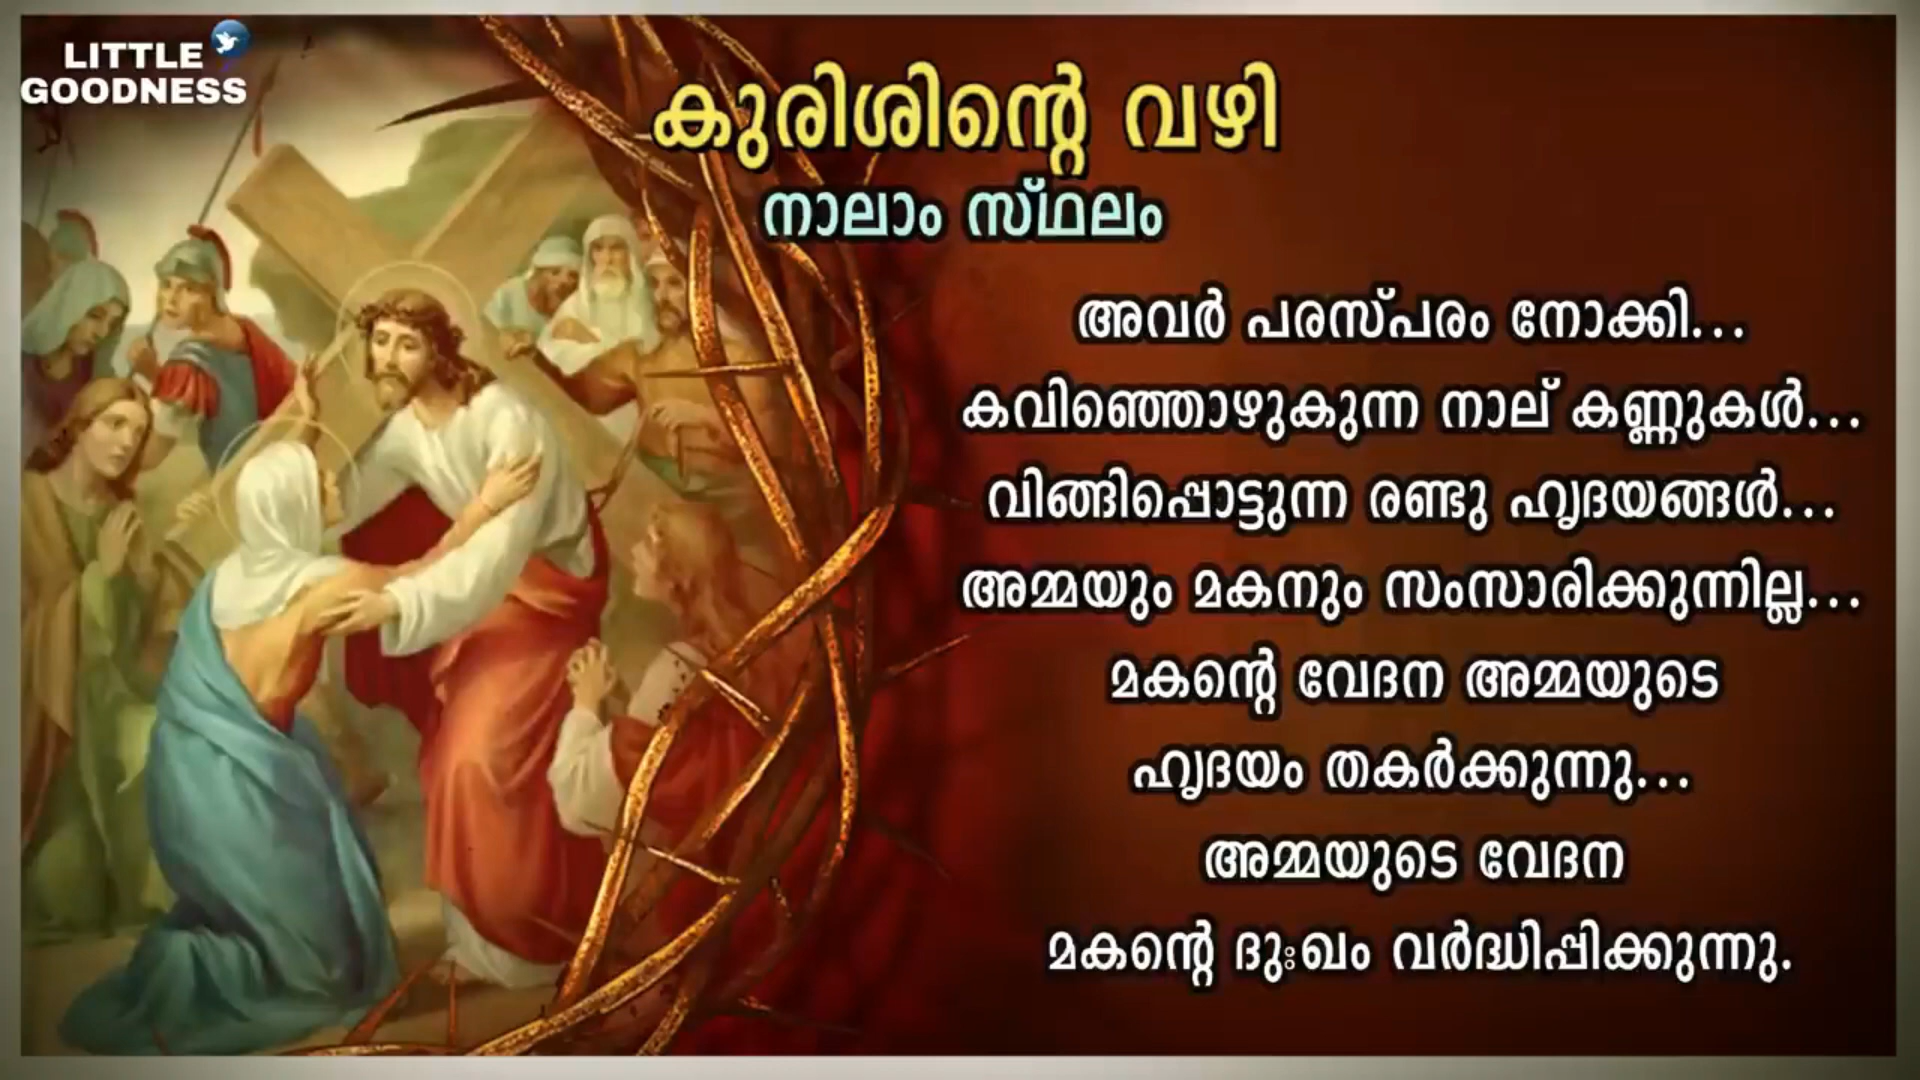 LITTLE
GOODNESS
കുരിശിന്റെ വഴി
നാലാം സ്ഥലം
അവർ പരസ്പരം നോക്കി...
കവിഞ്ഞൊഴുകുന്ന നാല് കണ്ണുകൾ...
വിങ്ങിപ്പൊട്ടുന്ന രണ്ടു ഹൃദയങ്ങൾ...
അമ്മയും മകനും സംസാരിക്കുന്നില്ല...
മകന്റെ വേദന അമ്മയുടെ
ഹൃദയം തകർക്കുന്നു...
അമ്മയുടെ വേദന
മകന്റെ ദുഃഖം വർദ്ധിപ്പിക്കുന്നു.